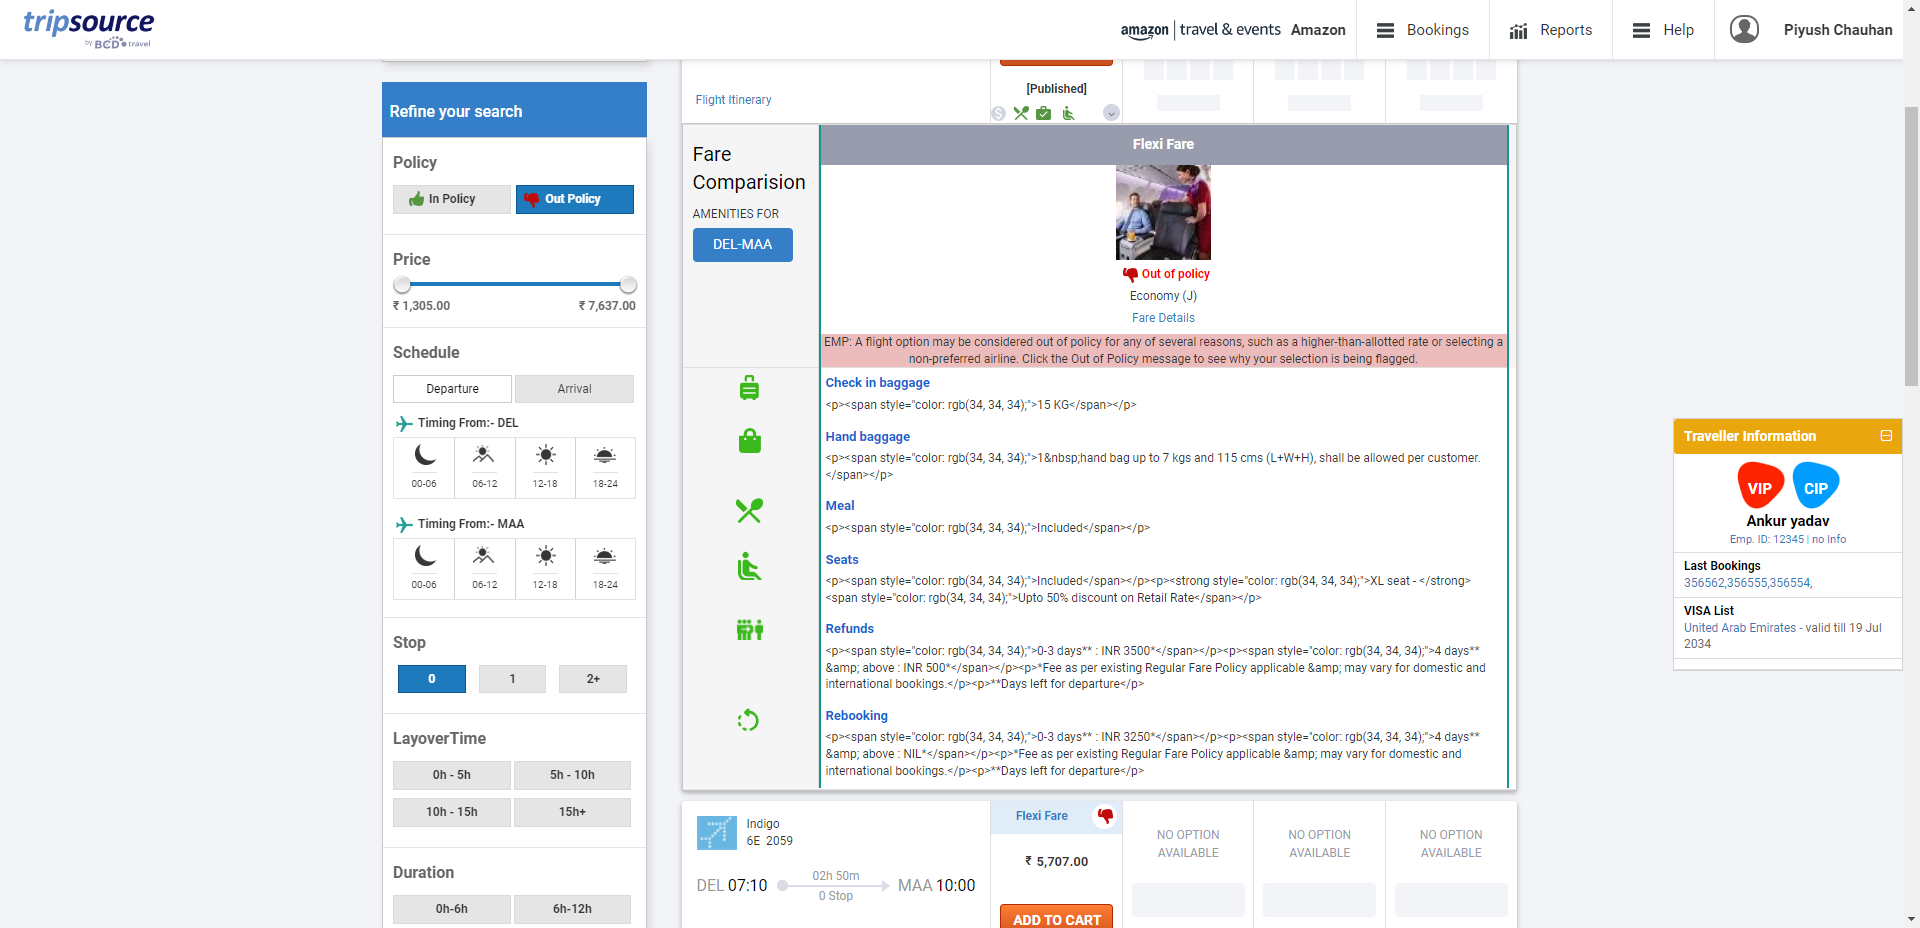 tripsource
by BCD travel
amazon | travel & events Amazon
Bookings
Reports
Help
Piyush Chauhan
Refine your search
Policy
In Policy
Out Policy
Price
₹ 1,305.00
₹ 7,637.00
Schedule
Departure
Arrival
Timing From:- DEL
00-06
06-12
12-18
18-24
Timing From:- MAA
00-06
06-12
12-18
18-24
Stop
0
1
2+
LayoverTime
0h - 5h
5h - 10h
10h - 15h
15h+
Duration
0h-6h
6h-12h
Flight Itinerary
[Published]
Fare
Comparision
AMENITIES FOR
DEL-MAA
Flexi Fare
Out of policy
Economy (J)
Fare Details
EMP: A flight option may be considered out of policy for any of several reasons, such as a higher-than-allotted rate or selecting a
non-preferred airline. Click the Out of Policy message to see why your selection is being flagged.
Check in baggage
<p><span style="color: rgb(34, 34, 34);">15 KG</span></p>
Hand baggage
<p><span style="color: rgb(34, 34, 34);">1&nbsp;hand bag up to 7 kgs and 115 cms (L+W+H), shall be allowed per customer.
</span></p>
Meal
<p><span style="color: rgb(34, 34, 34);">Included</span></p>
Seats
<p><span style="color: rgb(34, 34, 34);">Included</span></p><p><strong style="color: rgb(34, 34, 34);">XL seat - </strong>
<span style="color: rgb(34, 34, 34);">Upto 50% discount on Retail Rate</span></p>
Refunds
<p><span style="color: rgb(34, 34, 34);">0-3 days** : INR 3500*</span></p><p><span style="color: rgb(34, 34, 34);">4 days**
&amp; above : INR 500*</span></p><p>*Fee as per existing Regular Fare Policy applicable &amp; may vary for domestic and
international bookings.</p><p>**Days left for departure</p>
Rebooking
<p><span style="color: rgb(34, 34, 34);">0-3 days** : INR 3250*</span></p><p><span style="color: rgb(34, 34, 34);">4 days**
&amp; above : NIL*</span></p><p>*Fee as per existing Regular Fare Policy applicable &amp; may vary for domestic and
international bookings.</p><p>**Days left for departure</p>
Indigo
6E 2059
DEL 07:10
02h 50m
0 Stop
MAA 10:00
Flexi Fare
₹ 5,707.00
ADD TO CART
NO OPTION
AVAILABLE
NO OPTION
AVAILABLE
NO OPTION
AVAILABLE
Traveller Information
VIP
CIP
Ankur yadav
Emp. ID: 12345 | no Info
Last Bookings
356562,356555,356554,
VISA List
United Arab Emirates - valid till 19 Jul
2034